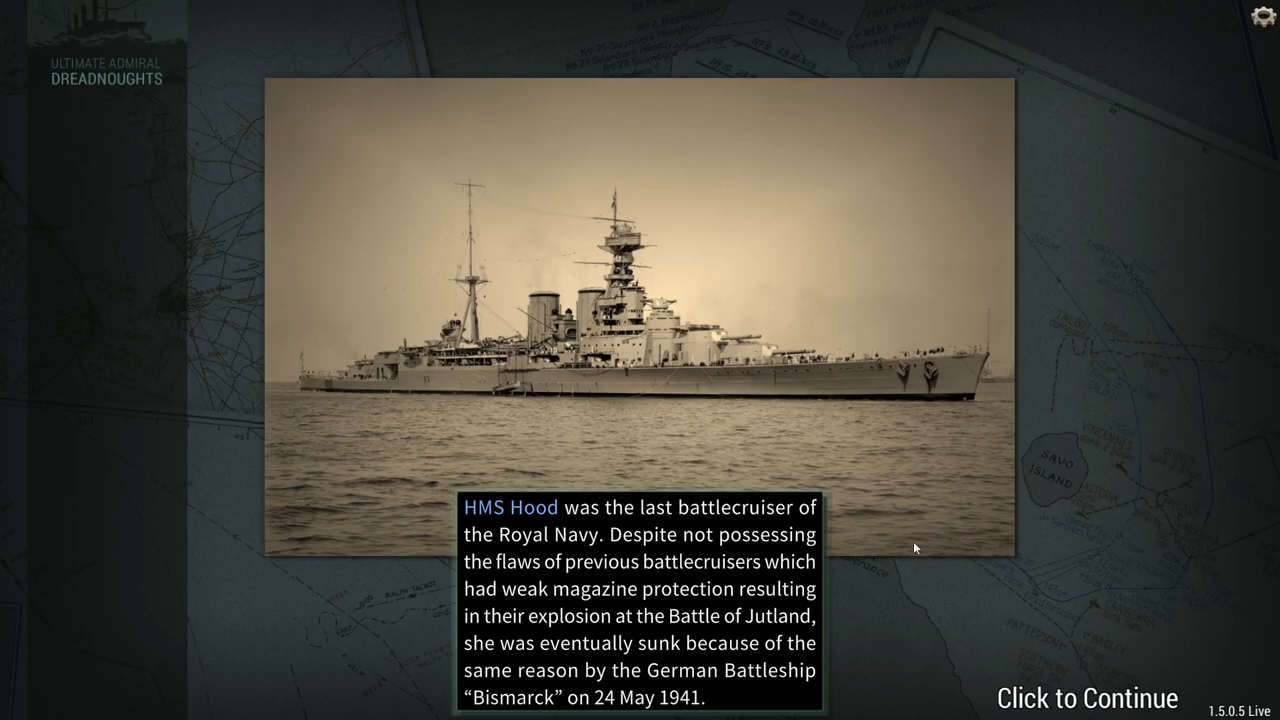 ULTIMATE ADMIRAL
DREADNOUGHTS
SAVO
ISLAND
HMS Hood was the last battlecruiser of
the Royal Navy. Despite not possessing
the flaws of previous battlecruisers which
had weak magazine protection resulting
in their explosion at the Battle of Jutland,
she was eventually sunk because of the
same reason by the German Battleship
“Bismarck” on 24 May 1941.
RALPH TALBOT
Click to Continue
1.5.0.5 Live